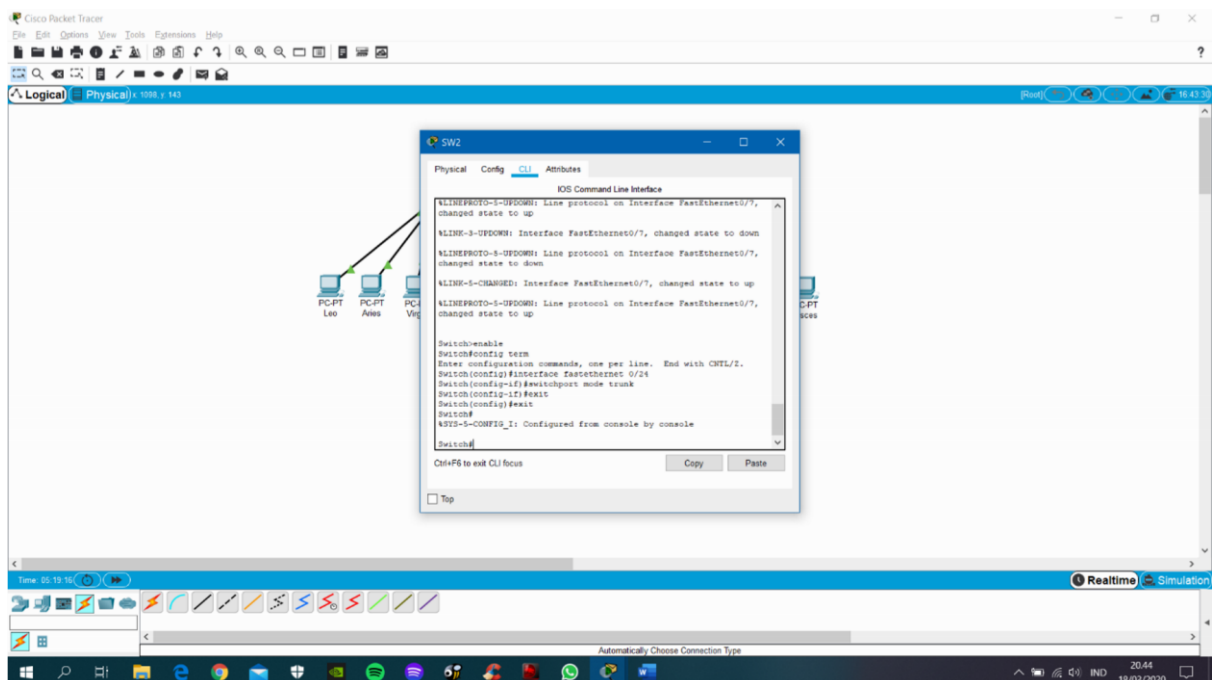 Cisco Packet Tracer
File Edit Options View Tools Extensions Help
?
Logical Physical x: 1098, y: 143 [Root] 16:43:30
SW2
Physical Config CLI Attributes
IOS Command Line Interface
%LINEPROTO-5-UPDOWN: Line protocol on Interface FastEthernet0/7,
changed state to up
%LINK-3-UPDOWN: Interface FastEthernet0/7, changed state to down
%LINEPROTO-5-UPDOWN: Line protocol on Interface FastEthernet0/7,
changed state to down
%LINK-5-CHANGED: Interface FastEthernet0/7, changed state to up
%LINEPROTO-5-UPDOWN: Line protocol on Interface FastEthernet0/7,
changed state to up
Switch>enable
Switch#config term
Enter configuration commands, one per line. End with CNTL/Z.
Switch(config)#interface fastethernet 0/24
Switch(config-if)#switchport mode trunk
Switch(config-if)#exit
Switch(config)#exit
Switch#
%SYS-5-CONFIG_I: Configured from console by console
Switch#
Ctrl+F6 to exit CLI focus Copy Paste
Top
PC-PT PC-PT
Leo Aries
Time: 05:19:16 Realtime Simulation
Automatically Choose Connection Type
IND 20.44
18/03/2020